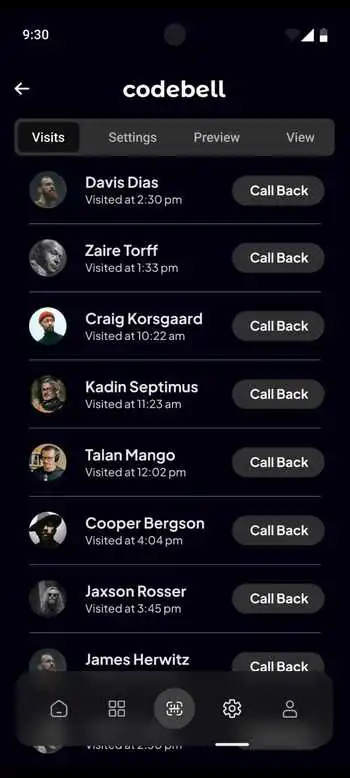 9:30
codebell
Visits Settings Preview View
Davis Dias
Visited at 2:30 pm
Call Back
Zaire Torff
Visited at 1:33 pm
Call Back
Craig Korsgaard
Visited at 10:22 am
Call Back
Kadin Septimus
Visited at 11:23 am
Call Back
Talan Mango
Visited at 12:02 pm
Call Back
Cooper Bergson
Visited at 4:04 pm
Call Back
Jaxson Rosser
Visited at 3:45 pm
Call Back
James Herwitz
Call Back
Visited at 2:30 pm